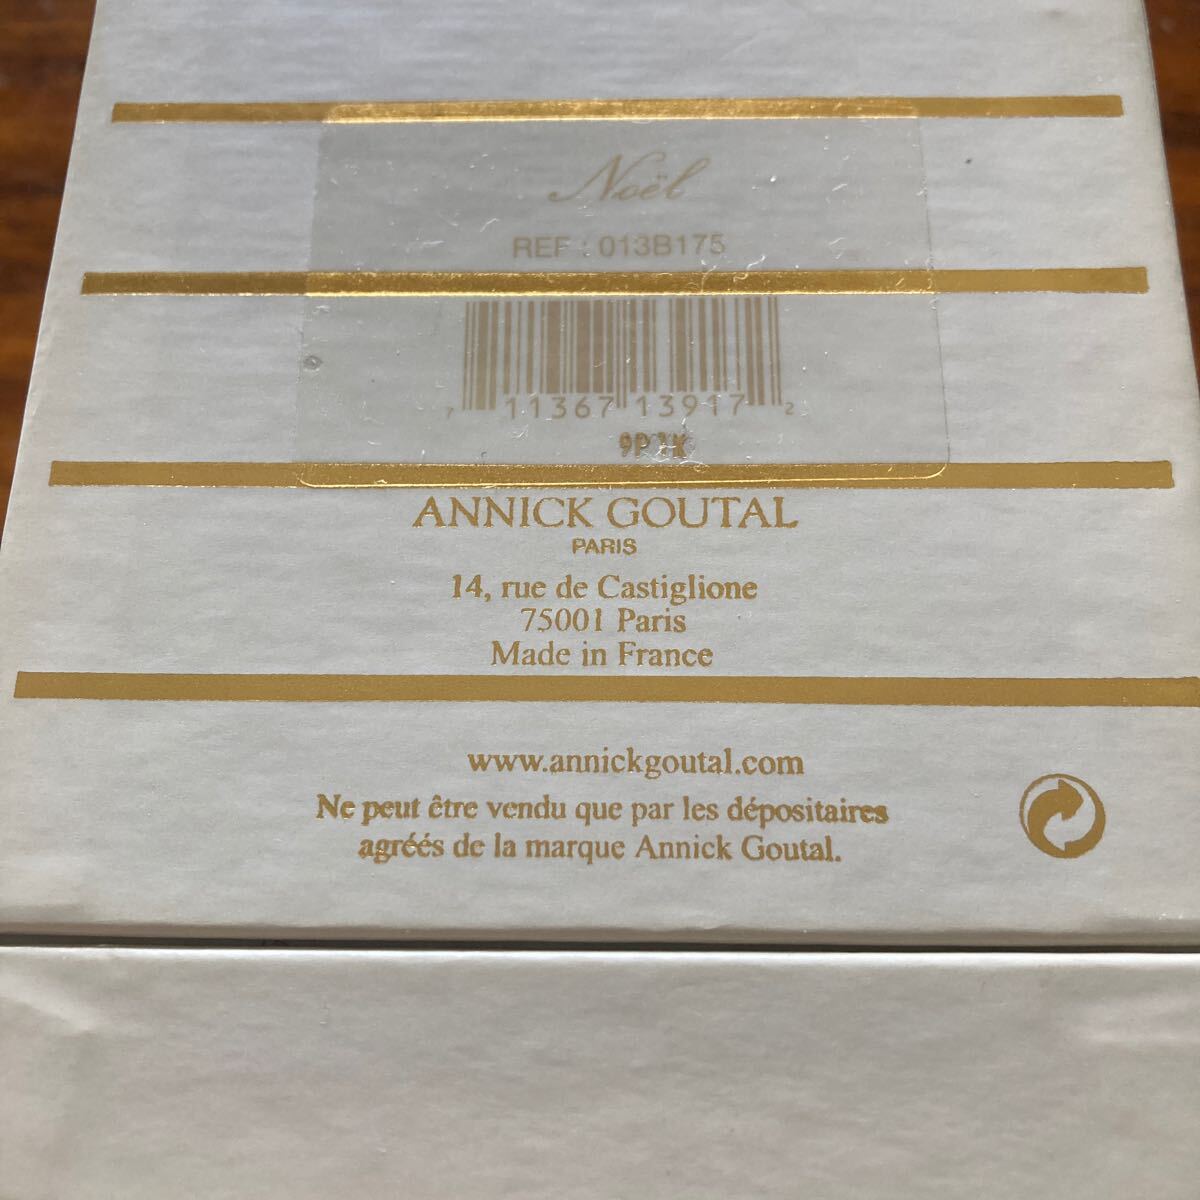 Noël
REF : 013B175
7 11367 13917 2
ANNICK GOUTAL
PARIS
14, rue de Castiglione
75001 Paris
Made in France
www.annickgoutal.com
Ne peut être vendu que par les dépositaires
agréés de la marque Annick Goutal.